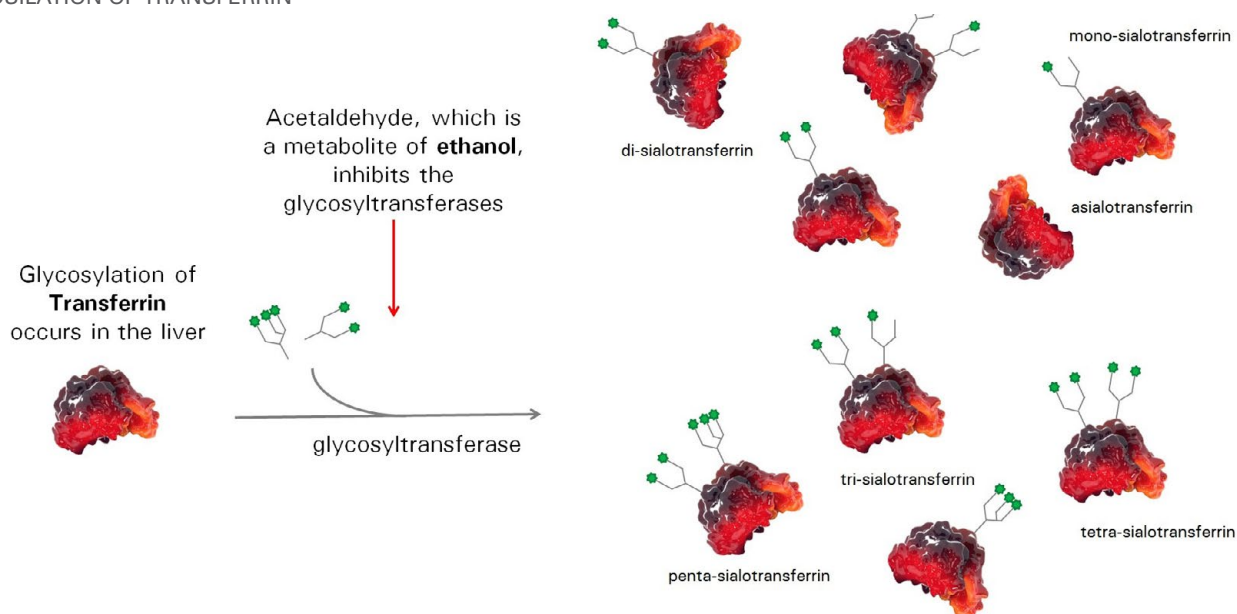 Acetaldehyde, which is
a metabolite of ethanol,
inhibits the
glycosyltransferases
Glycosylation of
Transferrin
occurs in the liver
glycosyltransferase
di-sialotransferrin
mono-sialotransferrin
asialotransferrin
tri-sialotransferrin
tetra-sialotransferrin
penta-sialotransferrin